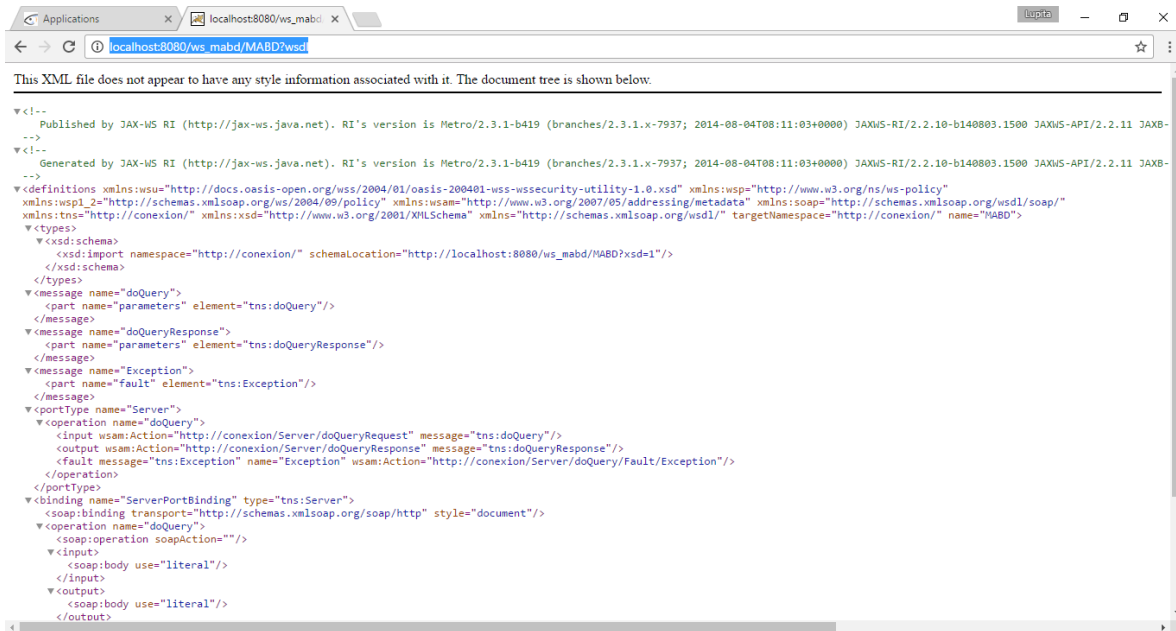 Applications
localhost:8080/ws_mabd
Lupita
localhost:8080/ws_mabd/MABD?wsdl
This XML file does not appear to have any style information associated with it. The document tree is shown below.
▼<!--
Published by JAX-WS RI (http://jax-ws.java.net). RI's version is Metro/2.3.1-b419 (branches/2.3.1.x-7937; 2014-08-04T08:11:03+0000) JAXWS-RI/2.2.10-b140803.1500 JAXWS-API/2.2.11 JAXB-
-->
▼<!--
Generated by JAX-WS RI (http://jax-ws.java.net). RI's version is Metro/2.3.1-b419 (branches/2.3.1.x-7937; 2014-08-04T08:11:03+0000) JAXWS-RI/2.2.10-b140803.1500 JAXWS-API/2.2.11 JAXB-
-->
▼<definitions xmlns:wsu="http://docs.oasis-open.org/wss/2004/01/oasis-200401-wss-wssecurity-utility-1.0.xsd" xmlns:wsp="http://www.w3.org/ns/ws-policy"
xmlns:wsp1_2="http://schemas.xmlsoap.org/ws/2004/09/policy" xmlns:wsam="http://www.w3.org/2007/05/addressing/metadata" xmlns:soap="http://schemas.xmlsoap.org/wsdl/soap/"
xmlns:tns="http://conexion/" xmlns:xsd="http://www.w3.org/2001/XMLSchema" xmlns="http://schemas.xmlsoap.org/wsdl/" targetNamespace="http://conexion/" name="MABD">
▼<types>
▼<xsd:schema>
<xsd:import namespace="http://conexion/" schemaLocation="http://localhost:8080/ws_mabd/MABD?xsd=1"/>
</xsd:schema>
</types>
▼<message name="doQuery">
<part name="parameters" element="tns:doQuery"/>
</message>
▼<message name="doQueryResponse">
<part name="parameters" element="tns:doQueryResponse"/>
</message>
▼<message name="Exception">
<part name="fault" element="tns:Exception"/>
</message>
▼<portType name="Server">
▼<operation name="doQuery">
<input wsam:Action="http://conexion/Server/doQueryRequest" message="tns:doQuery"/>
<output wsam:Action="http://conexion/Server/doQueryResponse" message="tns:doQueryResponse"/>
<fault message="tns:Exception" name="Exception" wsam:Action="http://conexion/Server/doQuery/Fault/Exception"/>
</operation>
</portType>
▼<binding name="ServerPortBinding" type="tns:Server">
<soap:binding transport="http://schemas.xmlsoap.org/soap/http" style="document"/>
▼<operation name="doQuery">
<soap:operation soapAction=""/>
▼<input>
<soap:body use="literal"/>
</input>
▼<output>
<soap:body use="literal"/>
</output>